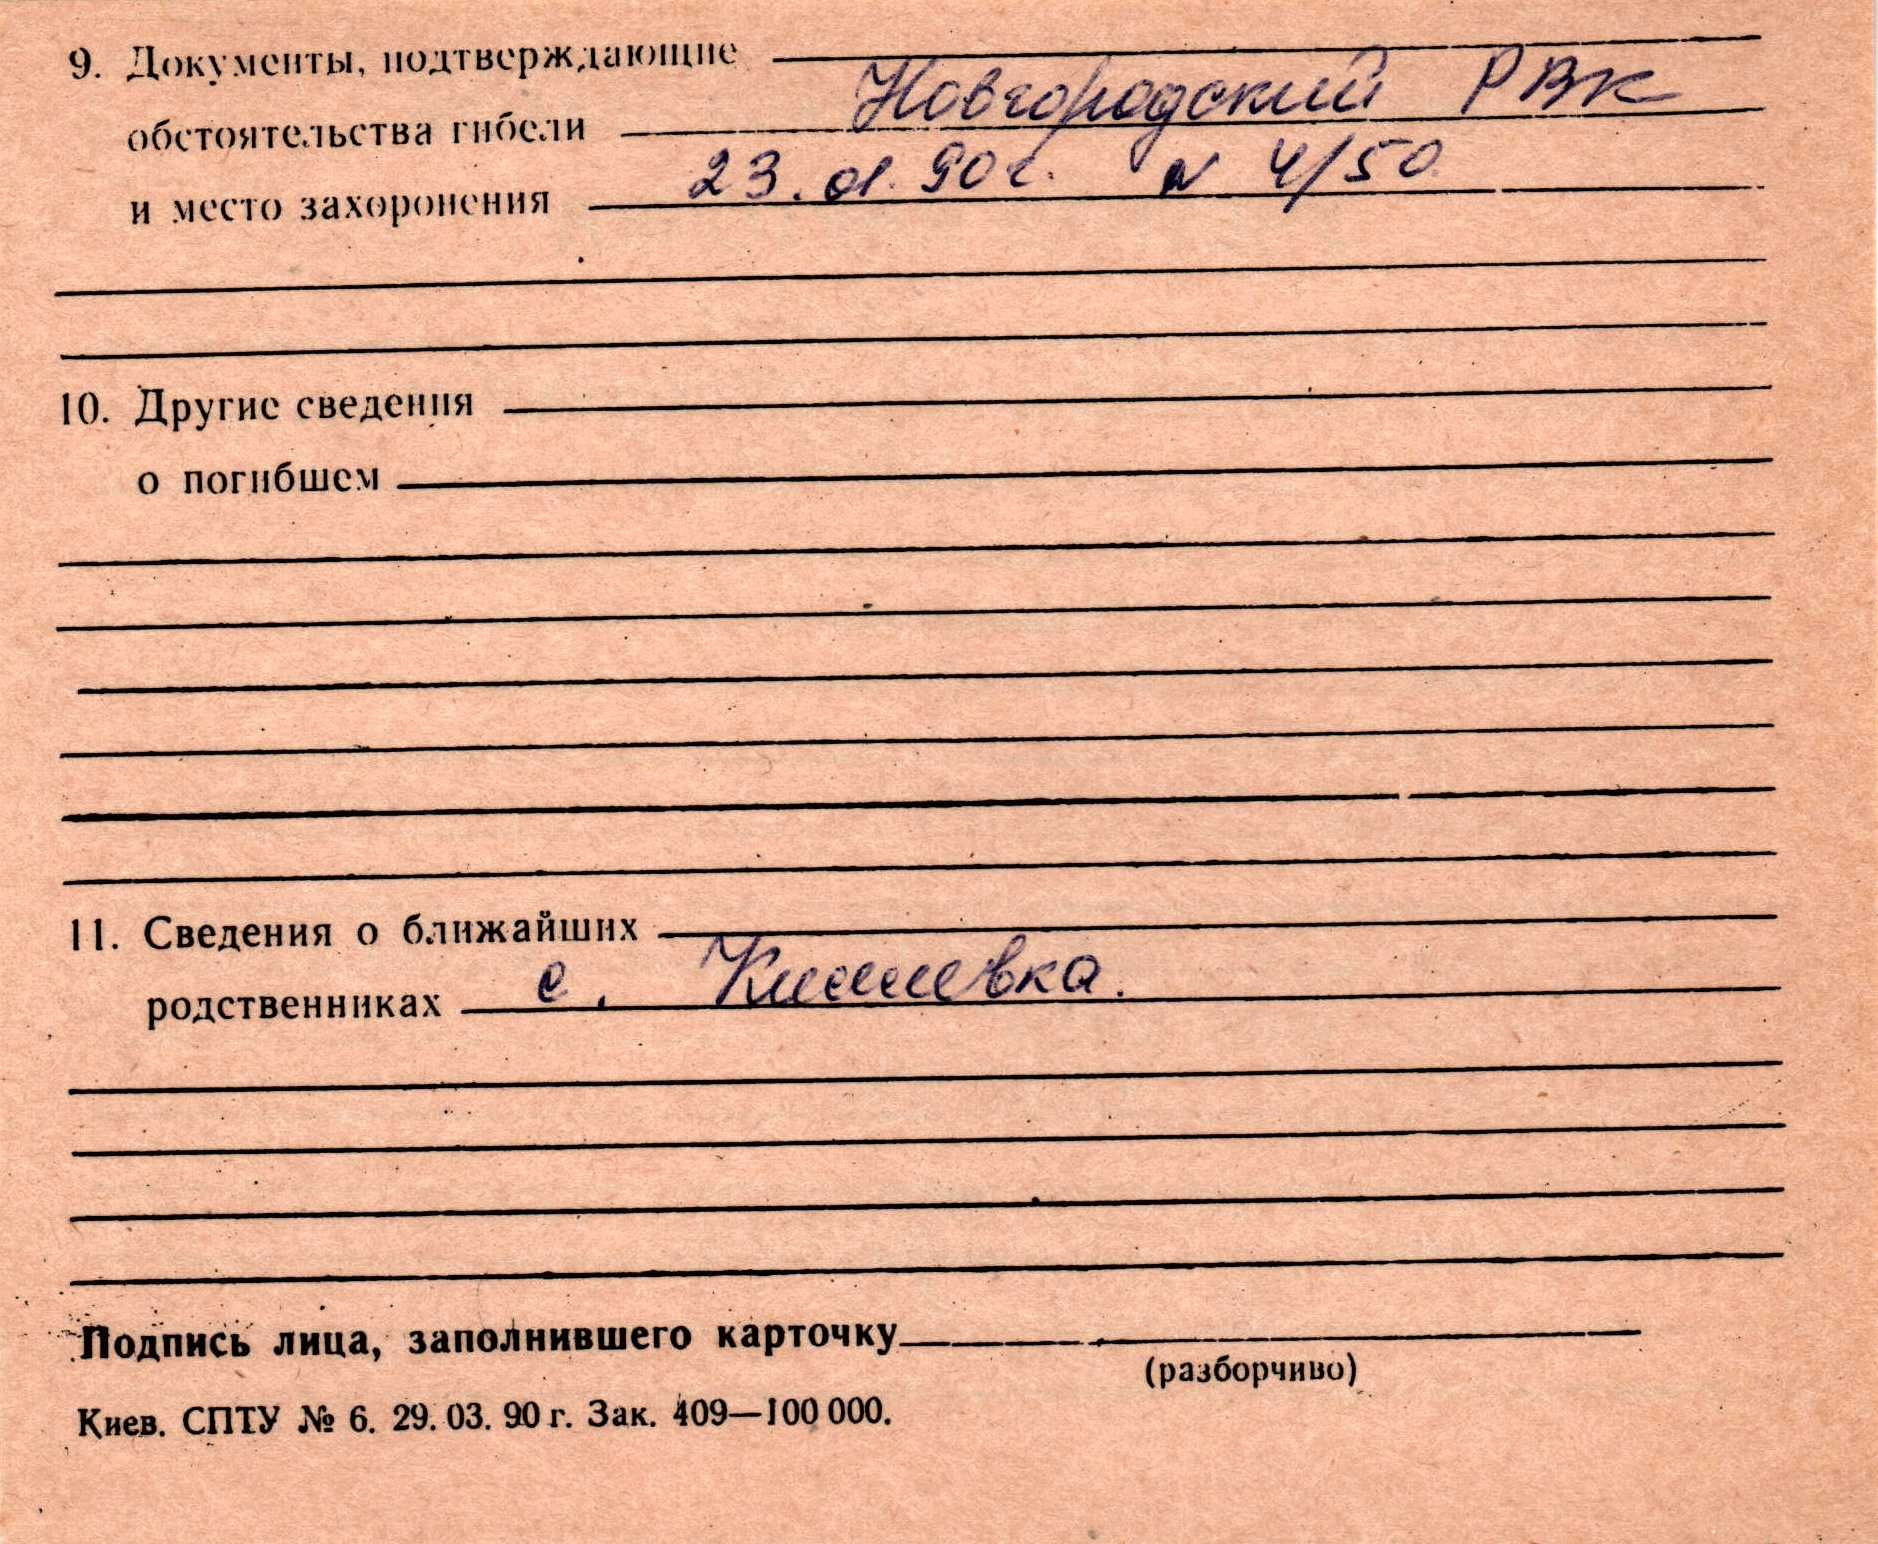 9. Документы, подтверждающие
обстоятельства гибели Новгородский РВК
и место захоронения 23.01.90 г. N 4/50
10. Другие сведения
о погибшем
11. Сведения о ближайших
родственниках с.
Подпись лица, заполнившего карточку
(разборчиво)
Киев. СПТУ № 6. 29. 03. 90 г. Зак. 409—100 000.